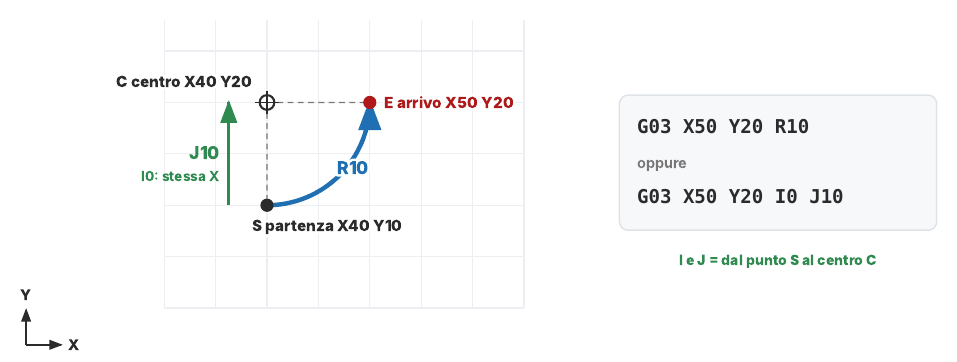 C centro X40 Y20
E arrivo X50 Y20
J10
I0: stessa X
R10
S partenza X40 Y10
Y
X
G03 X50 Y20 R10
oppure
G03 X50 Y20 I0 J10
I e J = dal punto S al centro C